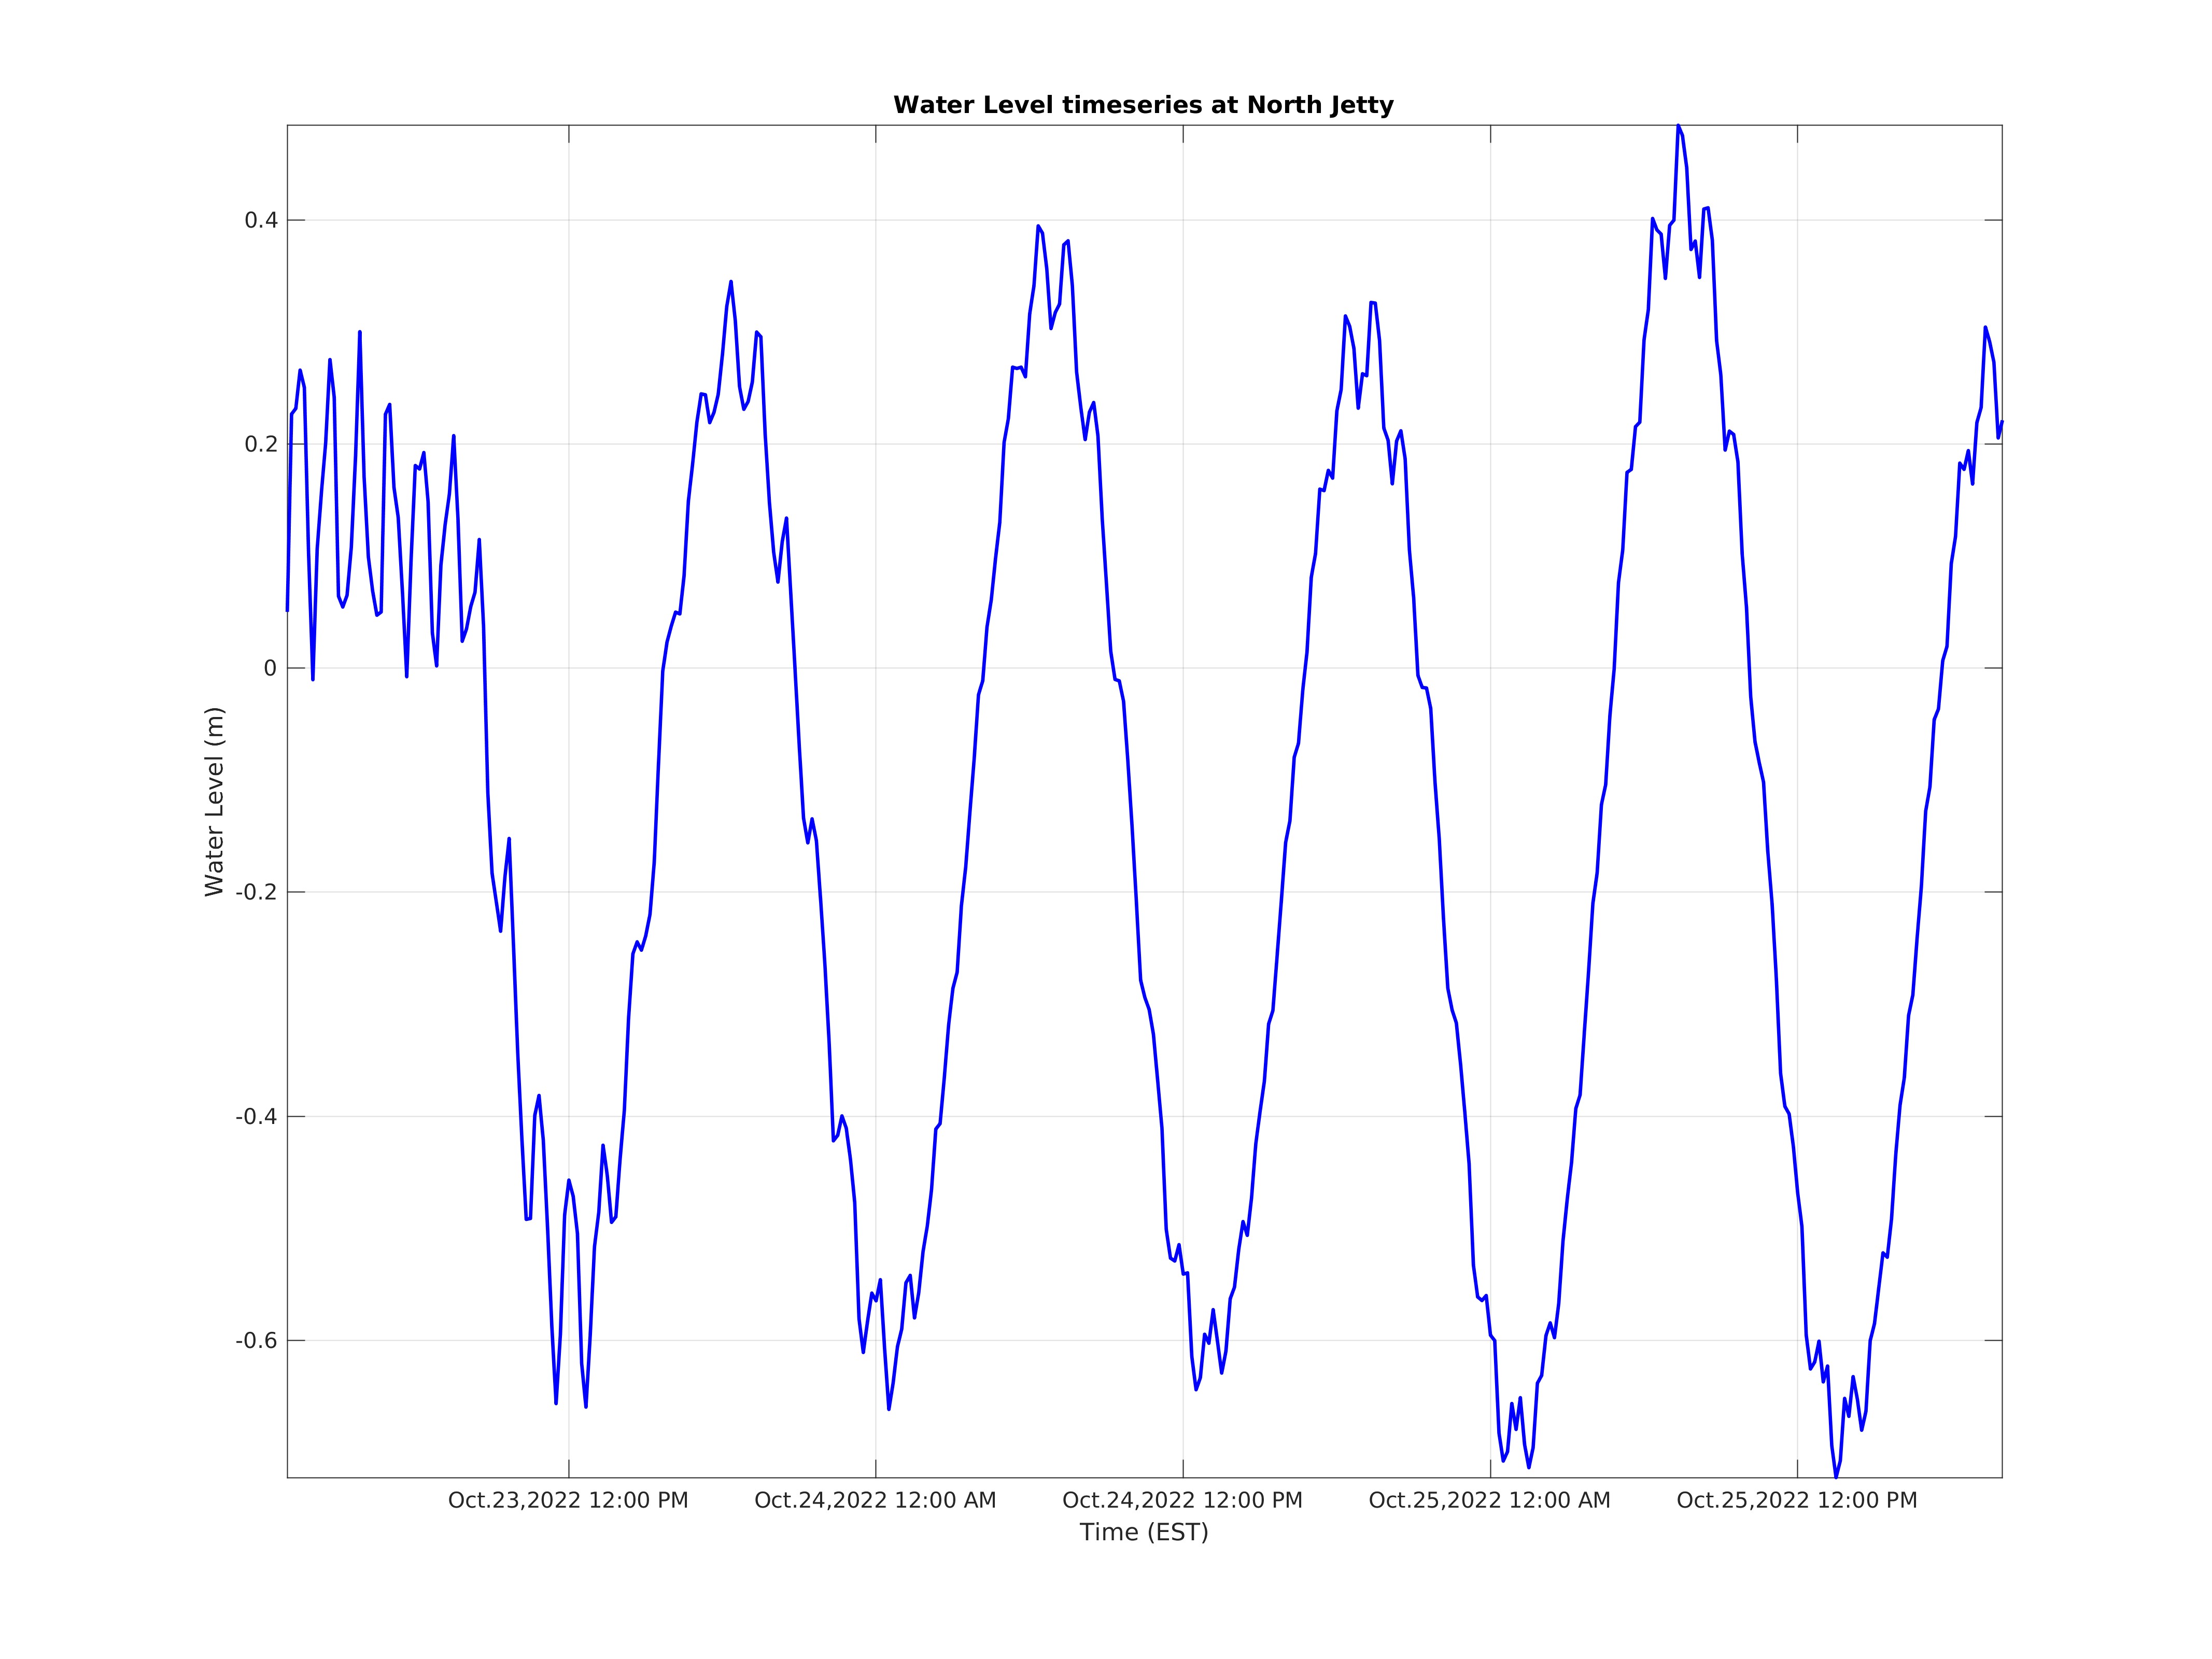 Water Level timeseries at North Jetty
0.4
0.2
0
-0.2
-0.4
-0.6
Water Level (m)
Oct.23,2022 12:00 PM
Oct.24,2022 12:00 AM
Oct.24,2022 12:00 PM
Oct.25,2022 12:00 AM
Oct.25,2022 12:00 PM
Time (EST)